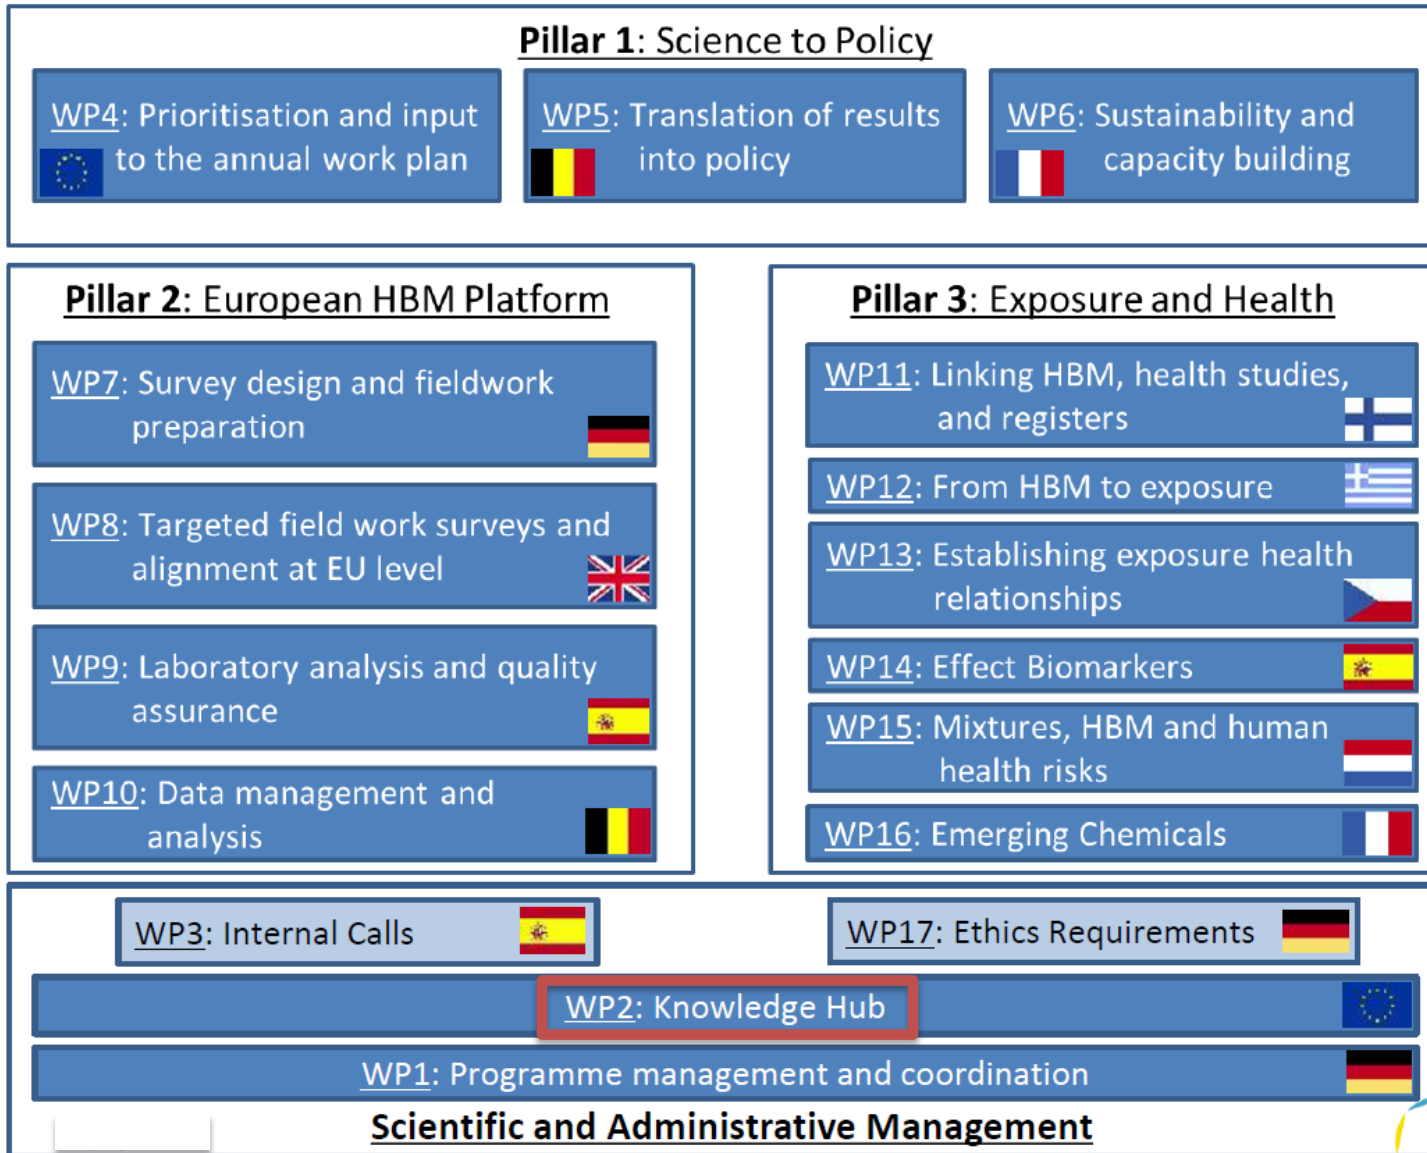 Pillar 1: Science to Policy
WP4: Prioritisation and input
to the annual work plan
WP5: Translation of results
into policy
WP6: Sustainability and
capacity building
Pillar 2: European HBM Platform
WP7: Survey design and fieldwork
preparation
WP8: Targeted field work surveys and
alignment at EU level
WP9: Laboratory analysis and quality
assurance
WP10: Data management and
analysis
Pillar 3: Exposure and Health
WP11: Linking HBM, health studies,
and registers
WP12: From HBM to exposure
WP13: Establishing exposure health
relationships
WP14: Effect Biomarkers
WP15: Mixtures, HBM and human
health risks
WP16: Emerging Chemicals
WP3: Internal Calls
WP17: Ethics Requirements
WP2: Knowledge Hub
WP1: Programme management and coordination
Scientific and Administrative Management